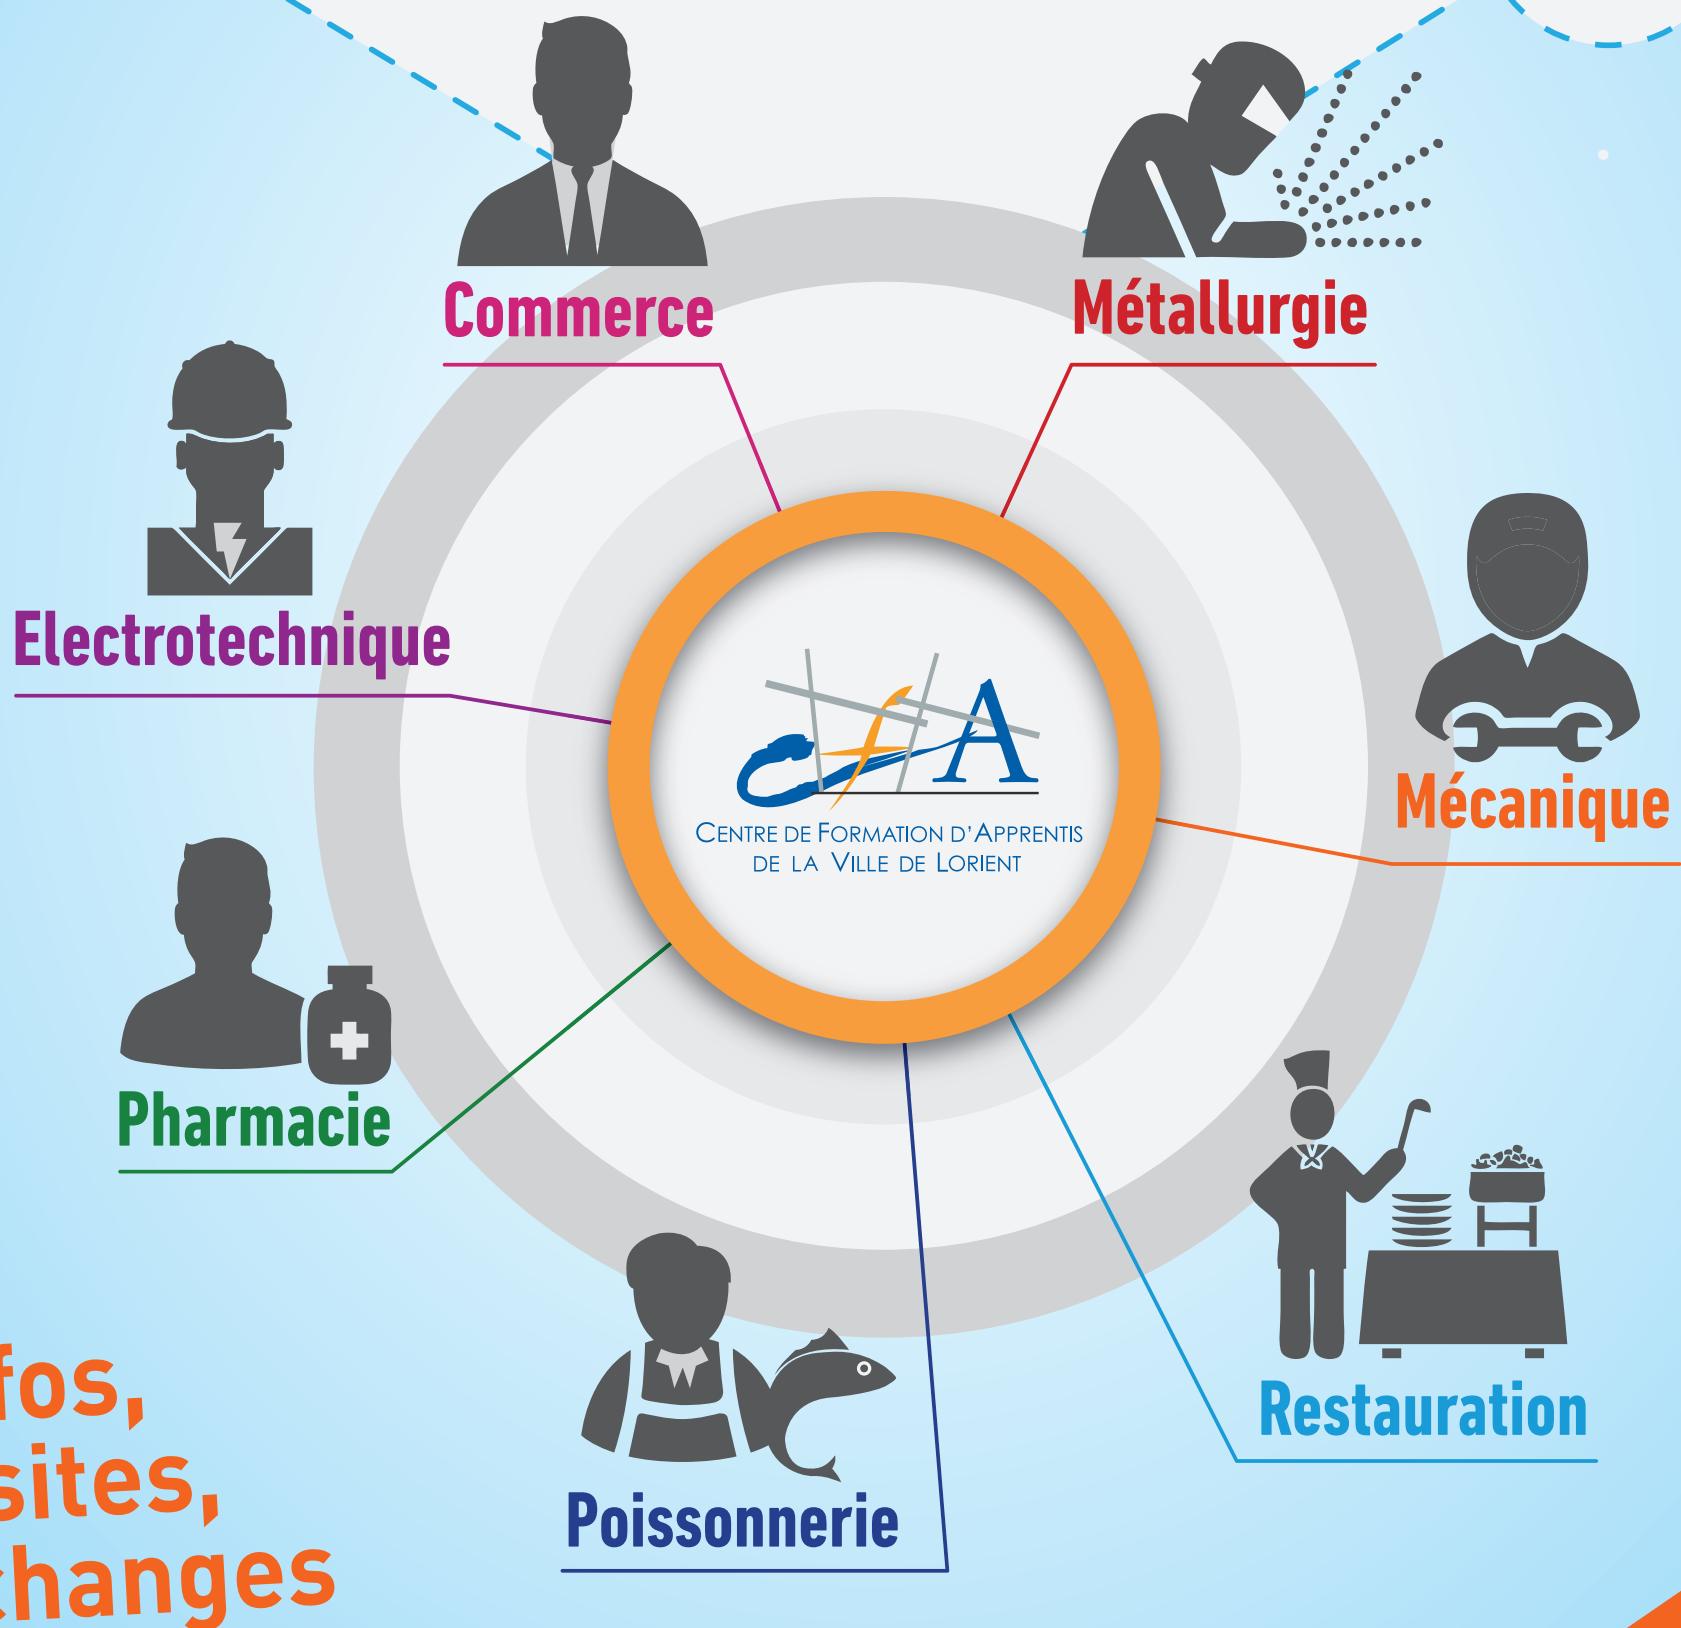 Commerce
Métallurgie
Electrotechnique
Mécanique
cfA
CENTRE DE FORMATION D'APPRENTIS
DE LA VILLE DE LORIENT
Pharmacie
Restauration
Poissonnerie
fos,
sites,
changes